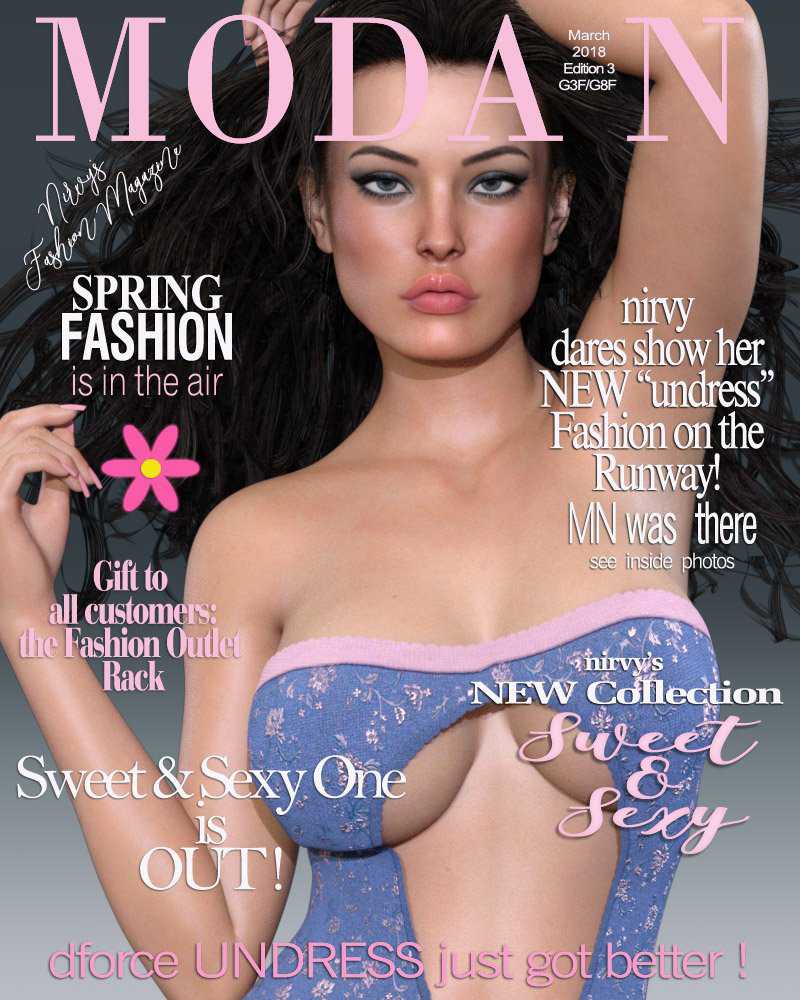 MODA N
March
2018
Edition 3
G3F/G8F
Nirvy's
Fashion Magazine
SPRING
FASHION
is in the air
nirvy
dares show her
NEW “undress”
Fashion on the
Runway!
MN was there
see inside photos
Gift to
all customers:
the Fashion Outlet
Rack
nirvy's
NEW Collection
Sweet
&
Sexy
Sweet & Sexy One
is
OUT!
dforce UNDRESS just got better !